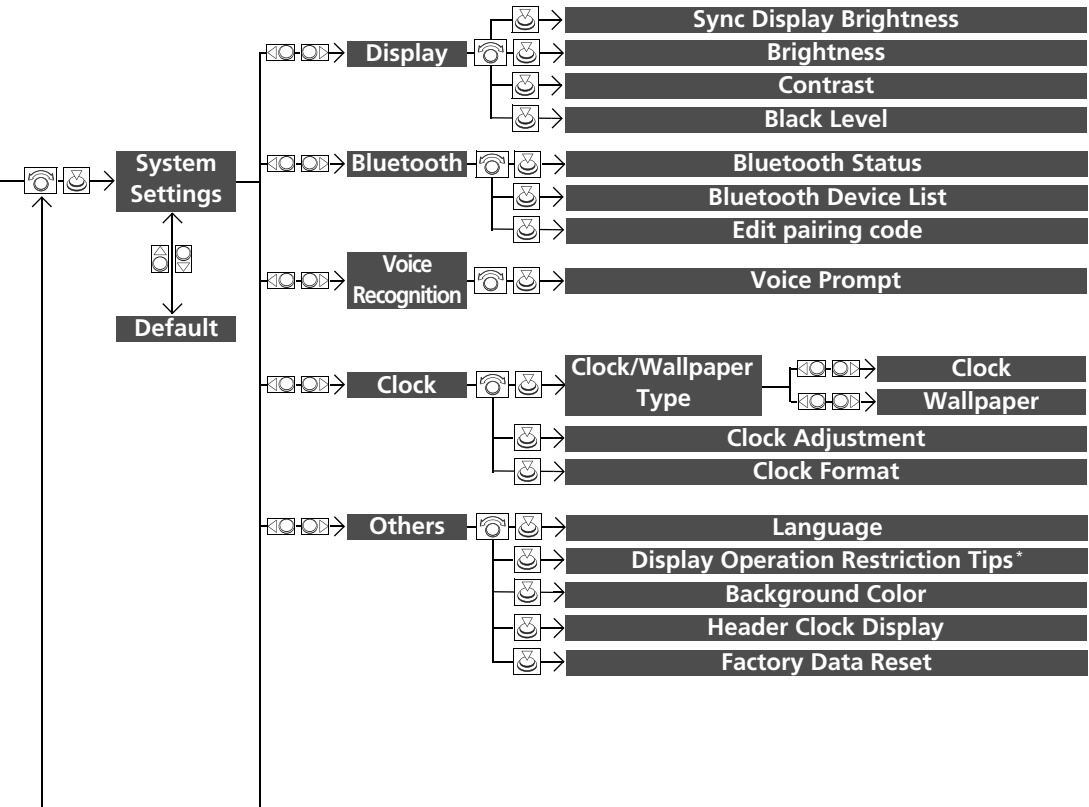 Sync Display Brightness
Display
Brightness
Contrast
Black Level
System
Settings
Bluetooth
Bluetooth Status
Bluetooth Device List
Edit pairing code
Voice
Recognition
Voice Prompt
Default
Clock
Clock/Wallpaper
Type
Clock
Wallpaper
Clock Adjustment
Clock Format
Others
Language
Display Operation Restriction Tips*
Background Color
Header Clock Display
Factory Data Reset